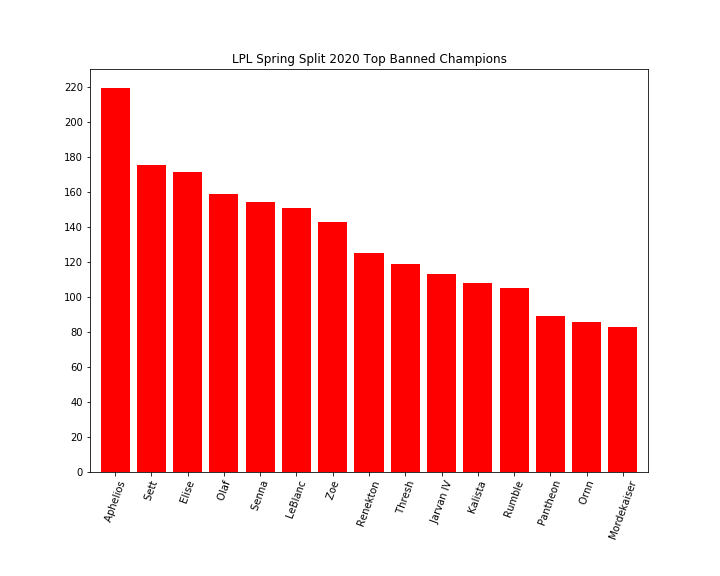 LPL Spring Split 2020 Top Banned Champions
220
200
180
160
140
120
100
80
60
40
20
0
Aphelios
Sett
Elise
Olaf
Senna
LeBlanc
Zoe
Renekton
Thresh
Jarvan IV
Kalista
Rumble
Pantheon
Ornn
Mordekaiser